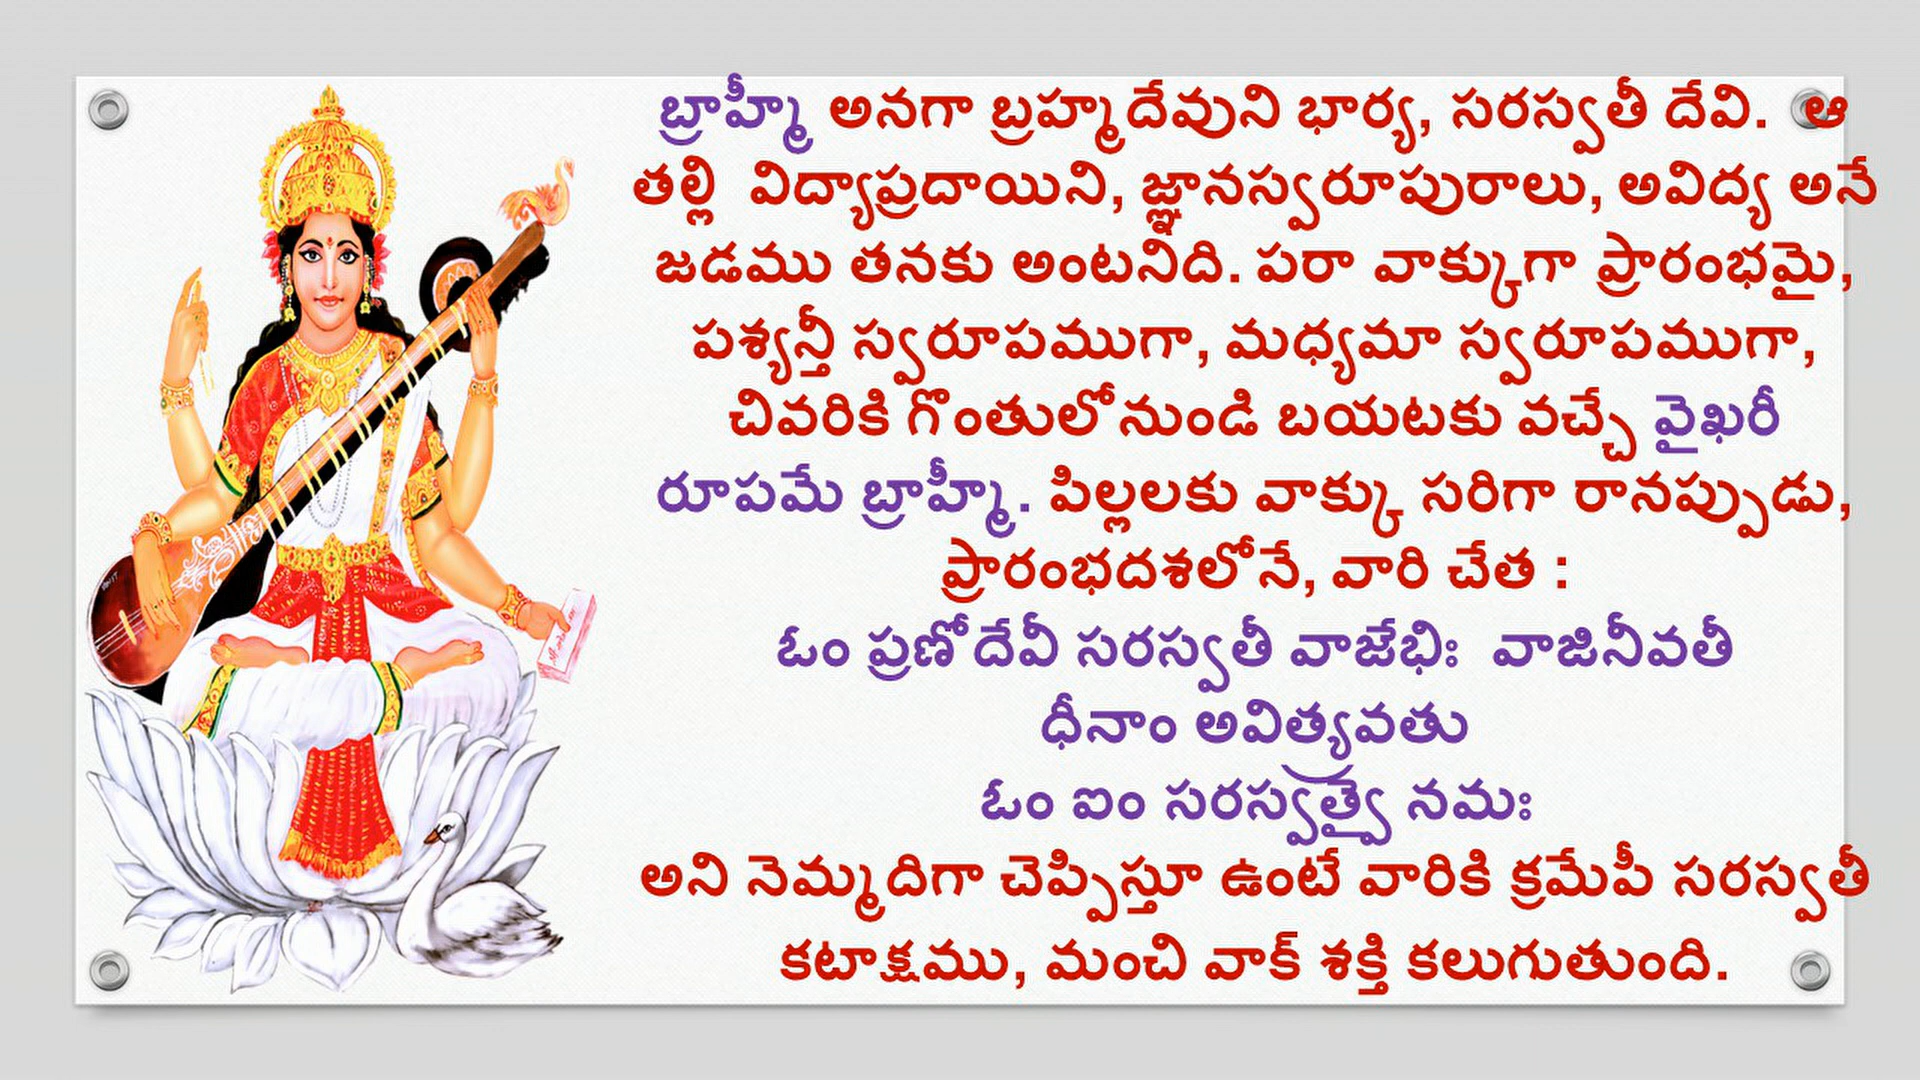 బ్రాహ్మీ అనగా బ్రహ్మదేవుని భార్య, సరస్వతీ దేవి. ఆ
తల్లి విద్యాప్రదాయిని, జ్ఞానస్వరూపురాలు, అవిద్య అనే
జడము తనకు అంటనిది. పరా వాక్కుగా ప్రారంభమై,
పశ్యన్తీ స్వరూపముగా, మధ్యమా స్వరూపముగా,
చివరికి గొంతులోనుండి బయటకు వచ్చే వైఖరీ
రూపమే బ్రాహ్మీ. పిల్లలకు వాక్కు సరిగా రానప్పుడు,
ప్రారంభదశలోనే, వారి చేత :
ఓం ప్రణోదేవీ సరస్వతీ వాజేభిః వాజినీవతీ
ధీనాం అవిత్ర్యవతు
ఓం ఐం సరస్వత్యై నమః
అని నెమ్మదిగా చెప్పిస్తూ ఉంటే వారికి క్రమేపీ సరస్వతీ
కటాక్షము, మంచి వాక్ శక్తి కలుగుతుంది.